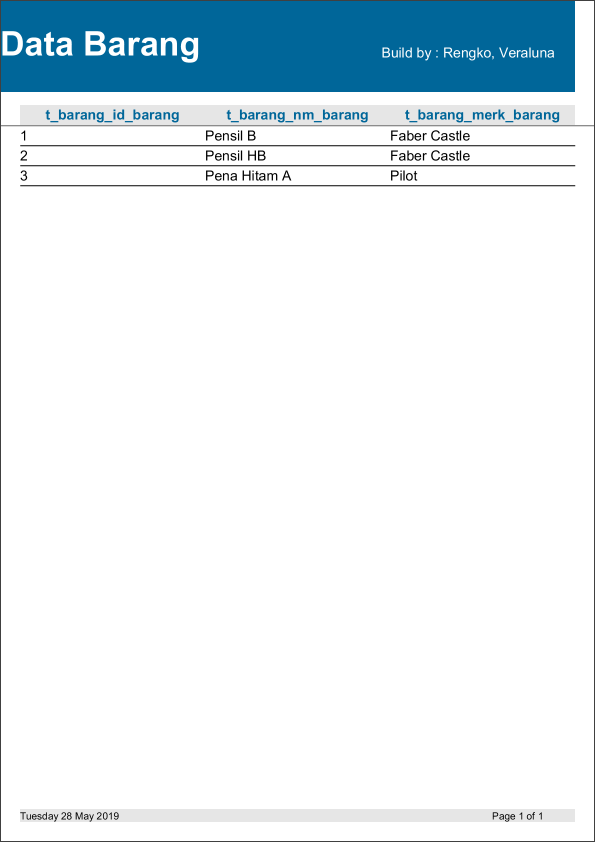 Data Barang
Build by : Rengko, Veraluna
t_barang_id_barang t_barang_nm_barang t_barang_merk_barang
1 Pensil B Faber Castle
2 Pensil HB Faber Castle
3 Pena Hitam A Pilot
Tuesday 28 May 2019 Page 1 of 1